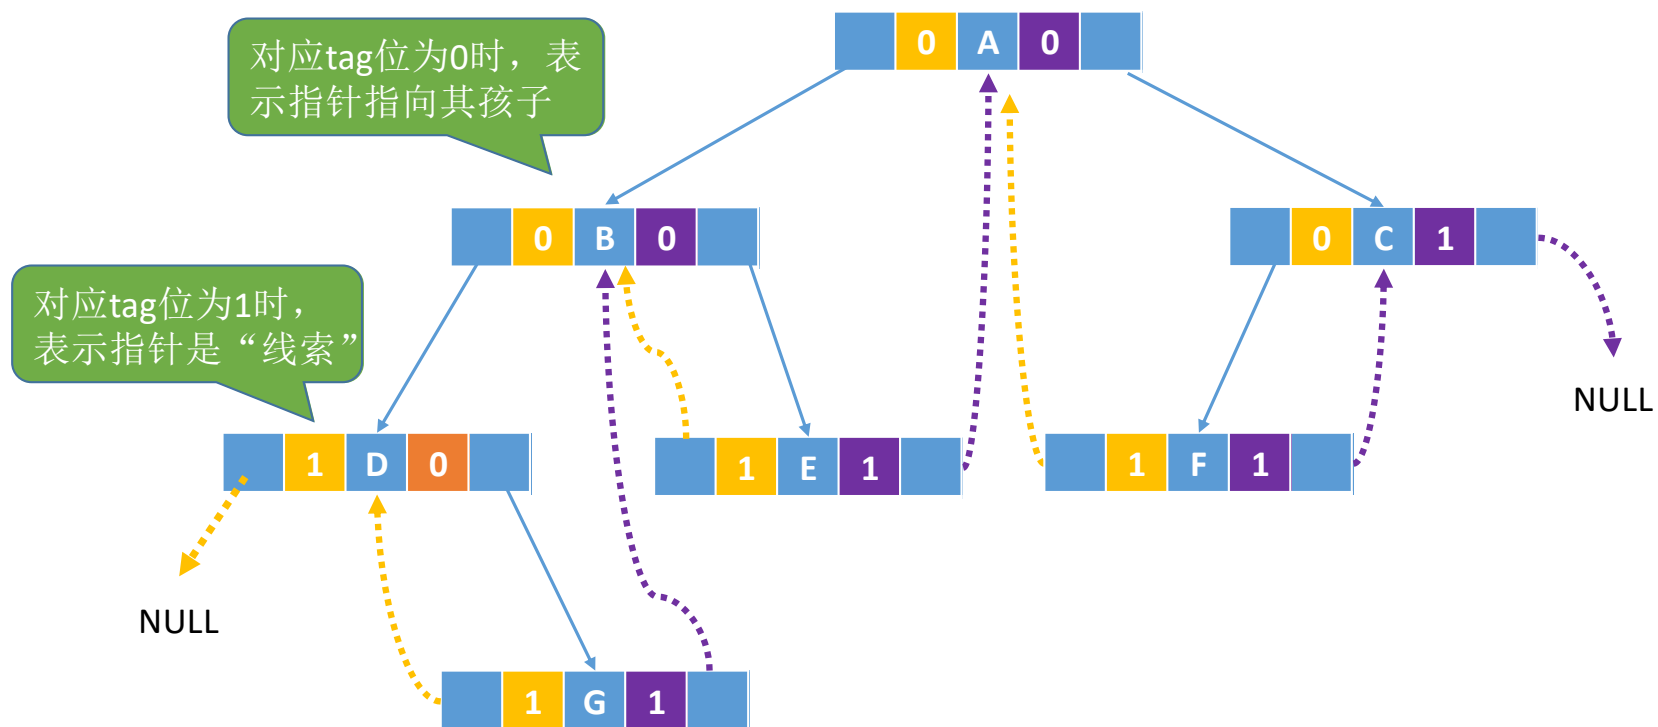 0 A 0
对应tag位为0时，表
示指针指向其孩子
0 B 0
0 C 1
对应tag位为1时，
表示指针是“线索”
NULL
1 D 0
1 E 1
1 F 1
NULL
1 G 1